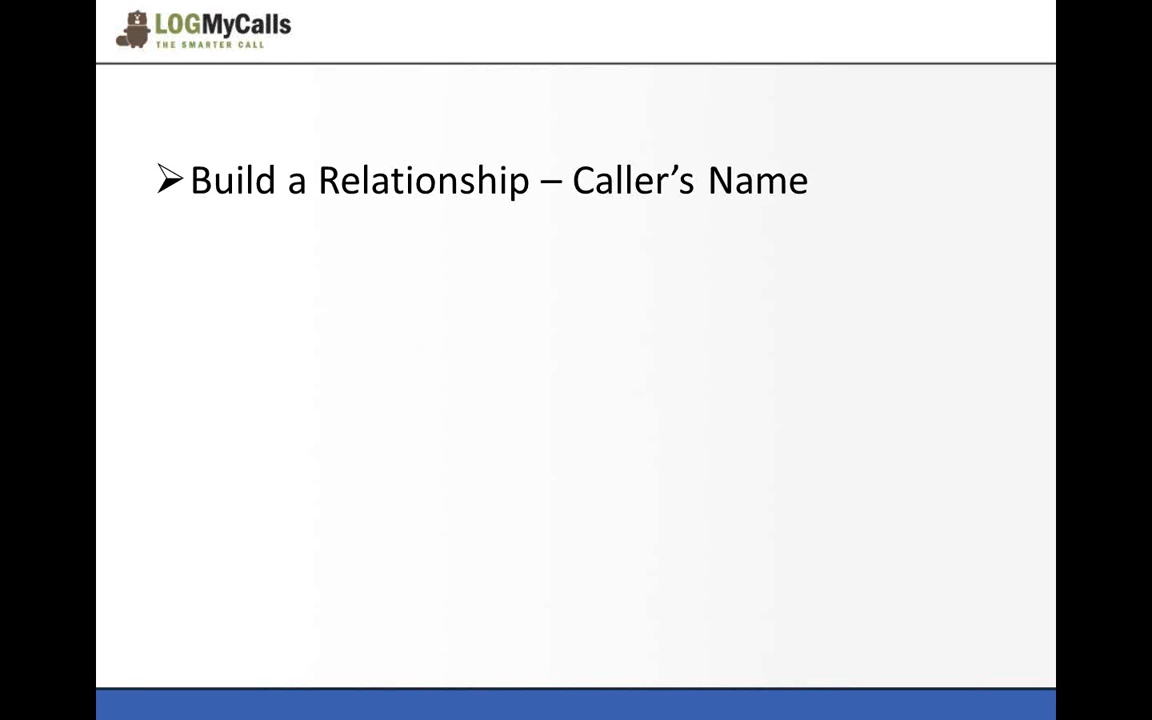 LOGMyCalls
THE SMARTER CALL
➢Build a Relationship – Caller’s Name